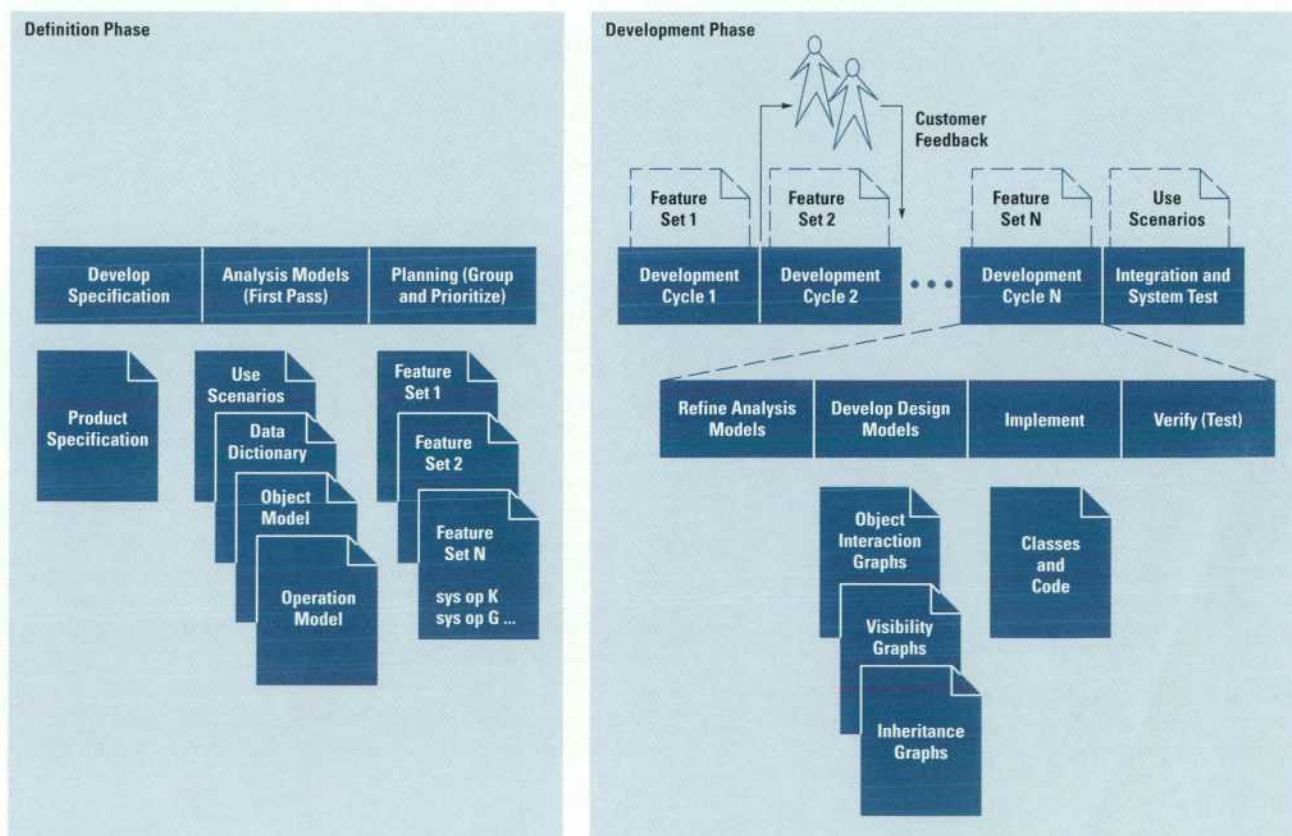 Definition Phase
Develop
Specification
Analysis Models
(First Pass)
Planning (Group
and Prioritize)
Product
Specification
Use
Scenarios
Data
Dictionary
Object
Model
Operation
Model
Feature
Set 1
Feature
Set 2
Feature
Set N
sys op K
sys op G ...
Development Phase
Customer
Feedback
Feature
Set 1
Feature
Set 2
Feature
Set N
Use
Scenarios
Development
Cycle 1
Development
Cycle 2
• • •
Development
Cycle N
Integration and
System Test
Refine Analysis
Models
Develop Design
Models
Implement
Verify (Test)
Object
Interaction
Graphs
Visibility
Graphs
Inheritance
Graphs
Classes
and
Code